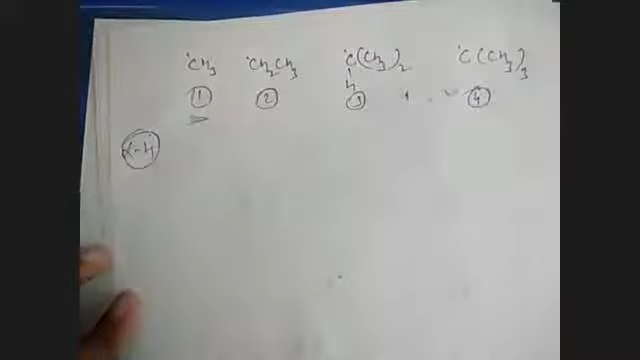 •CH3 •CH2CH3 •C(CH3)2 •C(CH3)3
H
① ② ③ ④
>
α-H